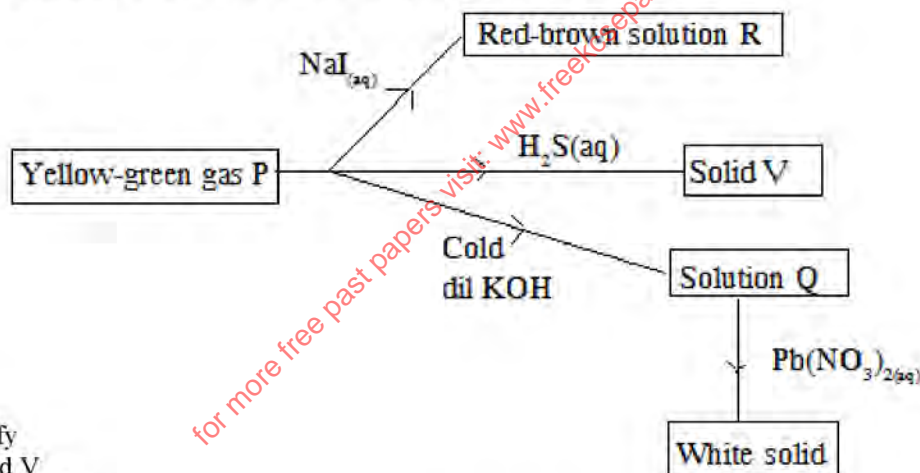 Red-brown solution R
NaI(aq)
H₂S(aq)
Yellow-green gas P
Solid V
Cold
dil KOH
Solution Q
Pb(NO₃)₂(aq)
White solid
for more free past papers visit: www.freekcsepa
fy
d V